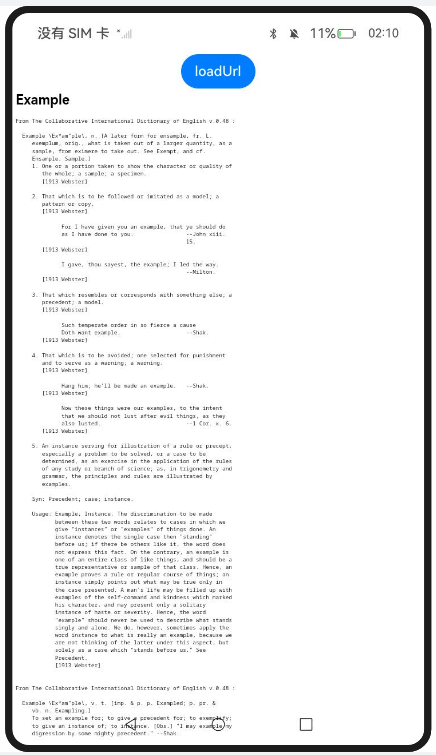 没有 SIM 卡
11%
02:10
loadUrl
Example
From The Collaborative International Dictionary of English v.0.48 :
Example \Ex*am"ple\, n. [A later form for ensample, fr. L.
exemplum, orig., what is taken out of a larger quantity, as a
sample, from eximere to take out. See Exempt, and cf.
Ensample, Sample.]
1. One or a portion taken to show the character or quality of
the whole; a sample; a specimen.
[1913 Webster]
2. That which is to be followed or imitated as a model; a
pattern or copy.
[1913 Webster]
For I have given you an example, that ye should do
as I have done to you. --John xiii.
15.
[1913 Webster]
I gave, thou sayest, the example; I led the way.
--Milton.
[1913 Webster]
3. That which resembles or corresponds with something else; a
precedent; a model.
[1913 Webster]
Such temperate order in so fierce a cause
Doth want example. --Shak.
[1913 Webster]
4. That which is to be avoided; one selected for punishment
and to serve as a warning; a warning.
[1913 Webster]
Hang him, he'll be made an example. --Shak.
[1913 Webster]
Now these things were our examples, to the intent
that we should not lust after evil things, as they
also lusted. --1 Cor. x. 6.
[1913 Webster]
5. An instance serving for illustration of a rule or precept,
especially a problem to be solved, or a case to be
determined, as an exercise in the application of the rules
of any study or branch of science; as, in trigonometry and
grammar, the principles and rules are illustrated by
examples.
Syn: Precedent; case; instance.
Usage: Example, Instance. The discrimination to be made
between these two words relates to cases in which we
give "instances" or "examples" of things done. An
instance denotes the single case then "standing"
before us; if there be others like it, the word does
not express this fact. On the contrary, an example is
one of an entire class of like things, and should be a
true representative or sample of that class. Hence, an
example proves a rule or regular course of things; an
instance simply points out what may be true only in
the case presented. A man's life may be filled up with
examples of the self-command and kindness which marked
his character, and may present only a solitary
instance of haste or severity. Hence, the word
"example" should never be used to describe what stands
singly and alone. We do, however, sometimes apply the
word instance to what is really an example, because we
are not thinking of the latter under this aspect, but
solely as a case which "stands before us." See
Precedent.
[1913 Webster]
From The Collaborative International Dictionary of English v.0.48 :
Example \Ex*am"ple\, v. t. [imp. & p. p. Exampled; p. pr. &
vb. n. Exampling.]
To set an example for; to give a precedent for; to exemplify;
to give an instance of; to instance. [Obs.] "I may example my
digression by some mighty precedent." --Shak.